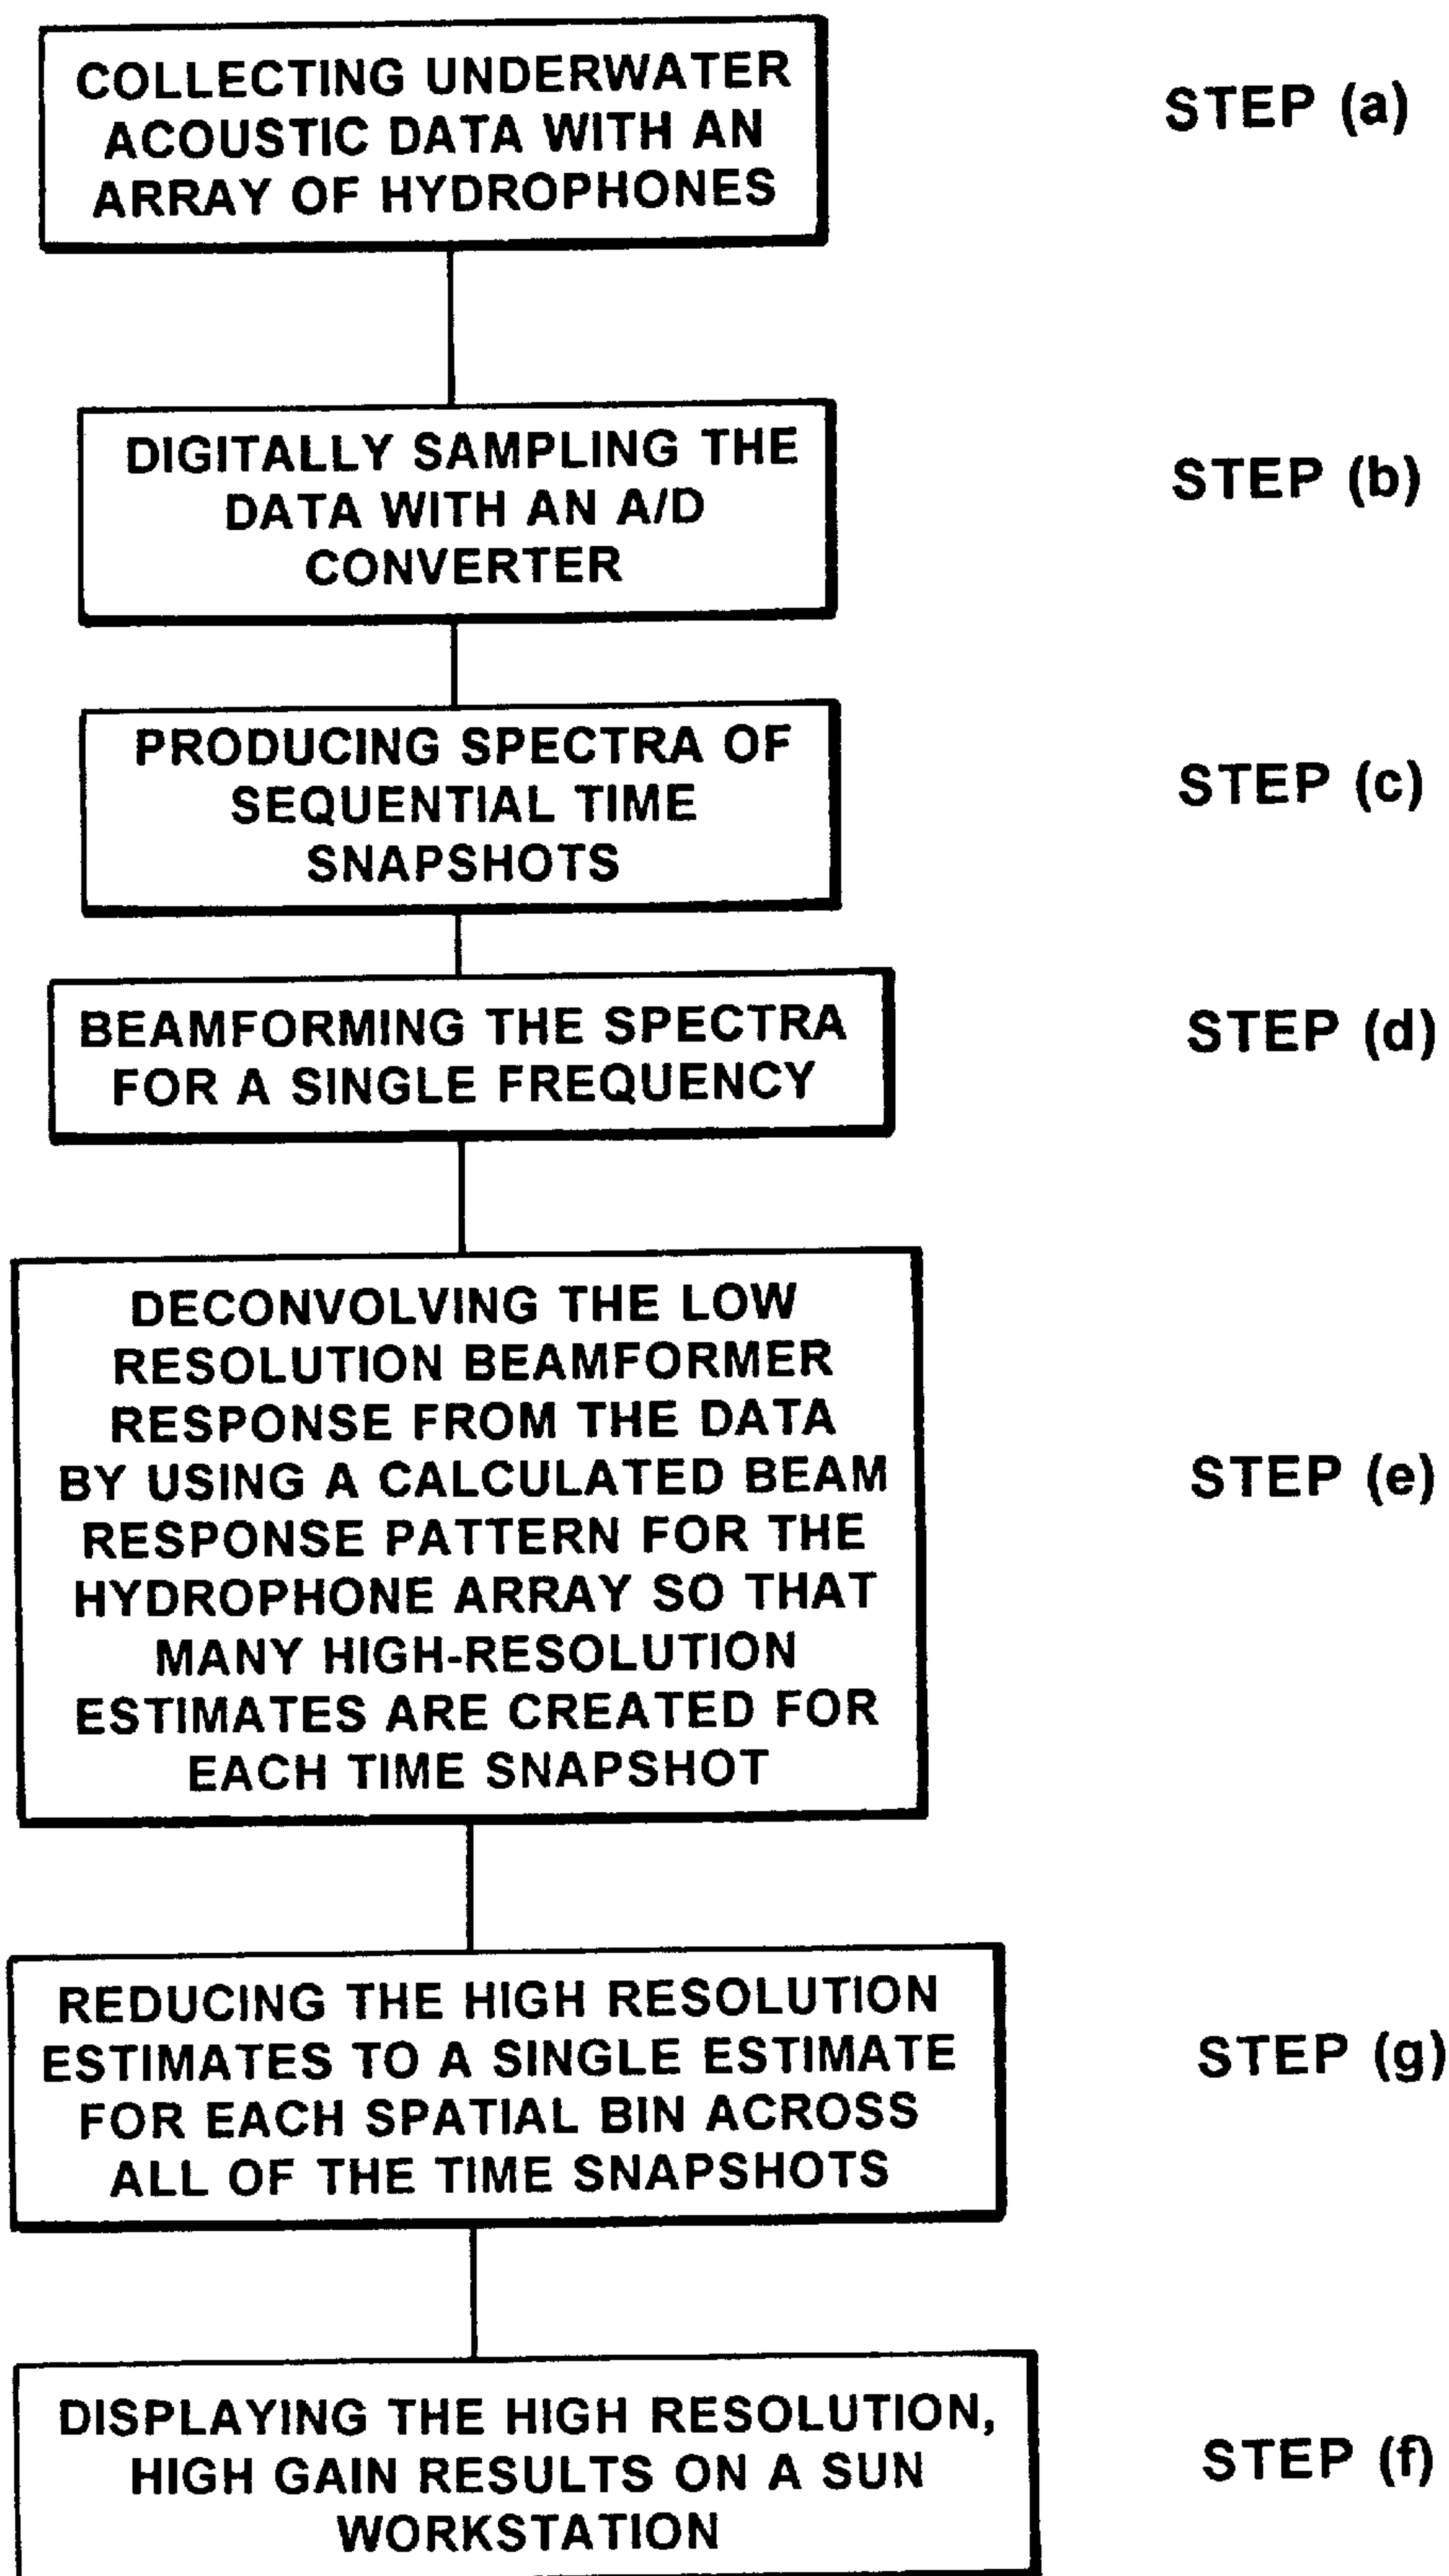 COLLECTING UNDERWATER
ACOUSTIC DATA WITH AN
ARRAY OF HYDROPHONES
STEP (a)
DIGITALLY SAMPLING THE
DATA WITH AN A/D
CONVERTER
STEP (b)
PRODUCING SPECTRA OF
SEQUENTIAL TIME
SNAPSHOTS
STEP (c)
BEAMFORMING THE SPECTRA
FOR A SINGLE FREQUENCY
STEP (d)
DECONVOLVING THE LOW
RESOLUTION BEAMFORMER
RESPONSE FROM THE DATA
BY USING A CALCULATED BEAM
RESPONSE PATTERN FOR THE
HYDROPHONE ARRAY SO THAT
MANY HIGH-RESOLUTION
ESTIMATES ARE CREATED FOR
EACH TIME SNAPSHOT
STEP (e)
REDUCING THE HIGH RESOLUTION
ESTIMATES TO A SINGLE ESTIMATE
FOR EACH SPATIAL BIN ACROSS
ALL OF THE TIME SNAPSHOTS
STEP (g)
DISPLAYING THE HIGH RESOLUTION,
HIGH GAIN RESULTS ON A SUN
WORKSTATION
STEP (f)